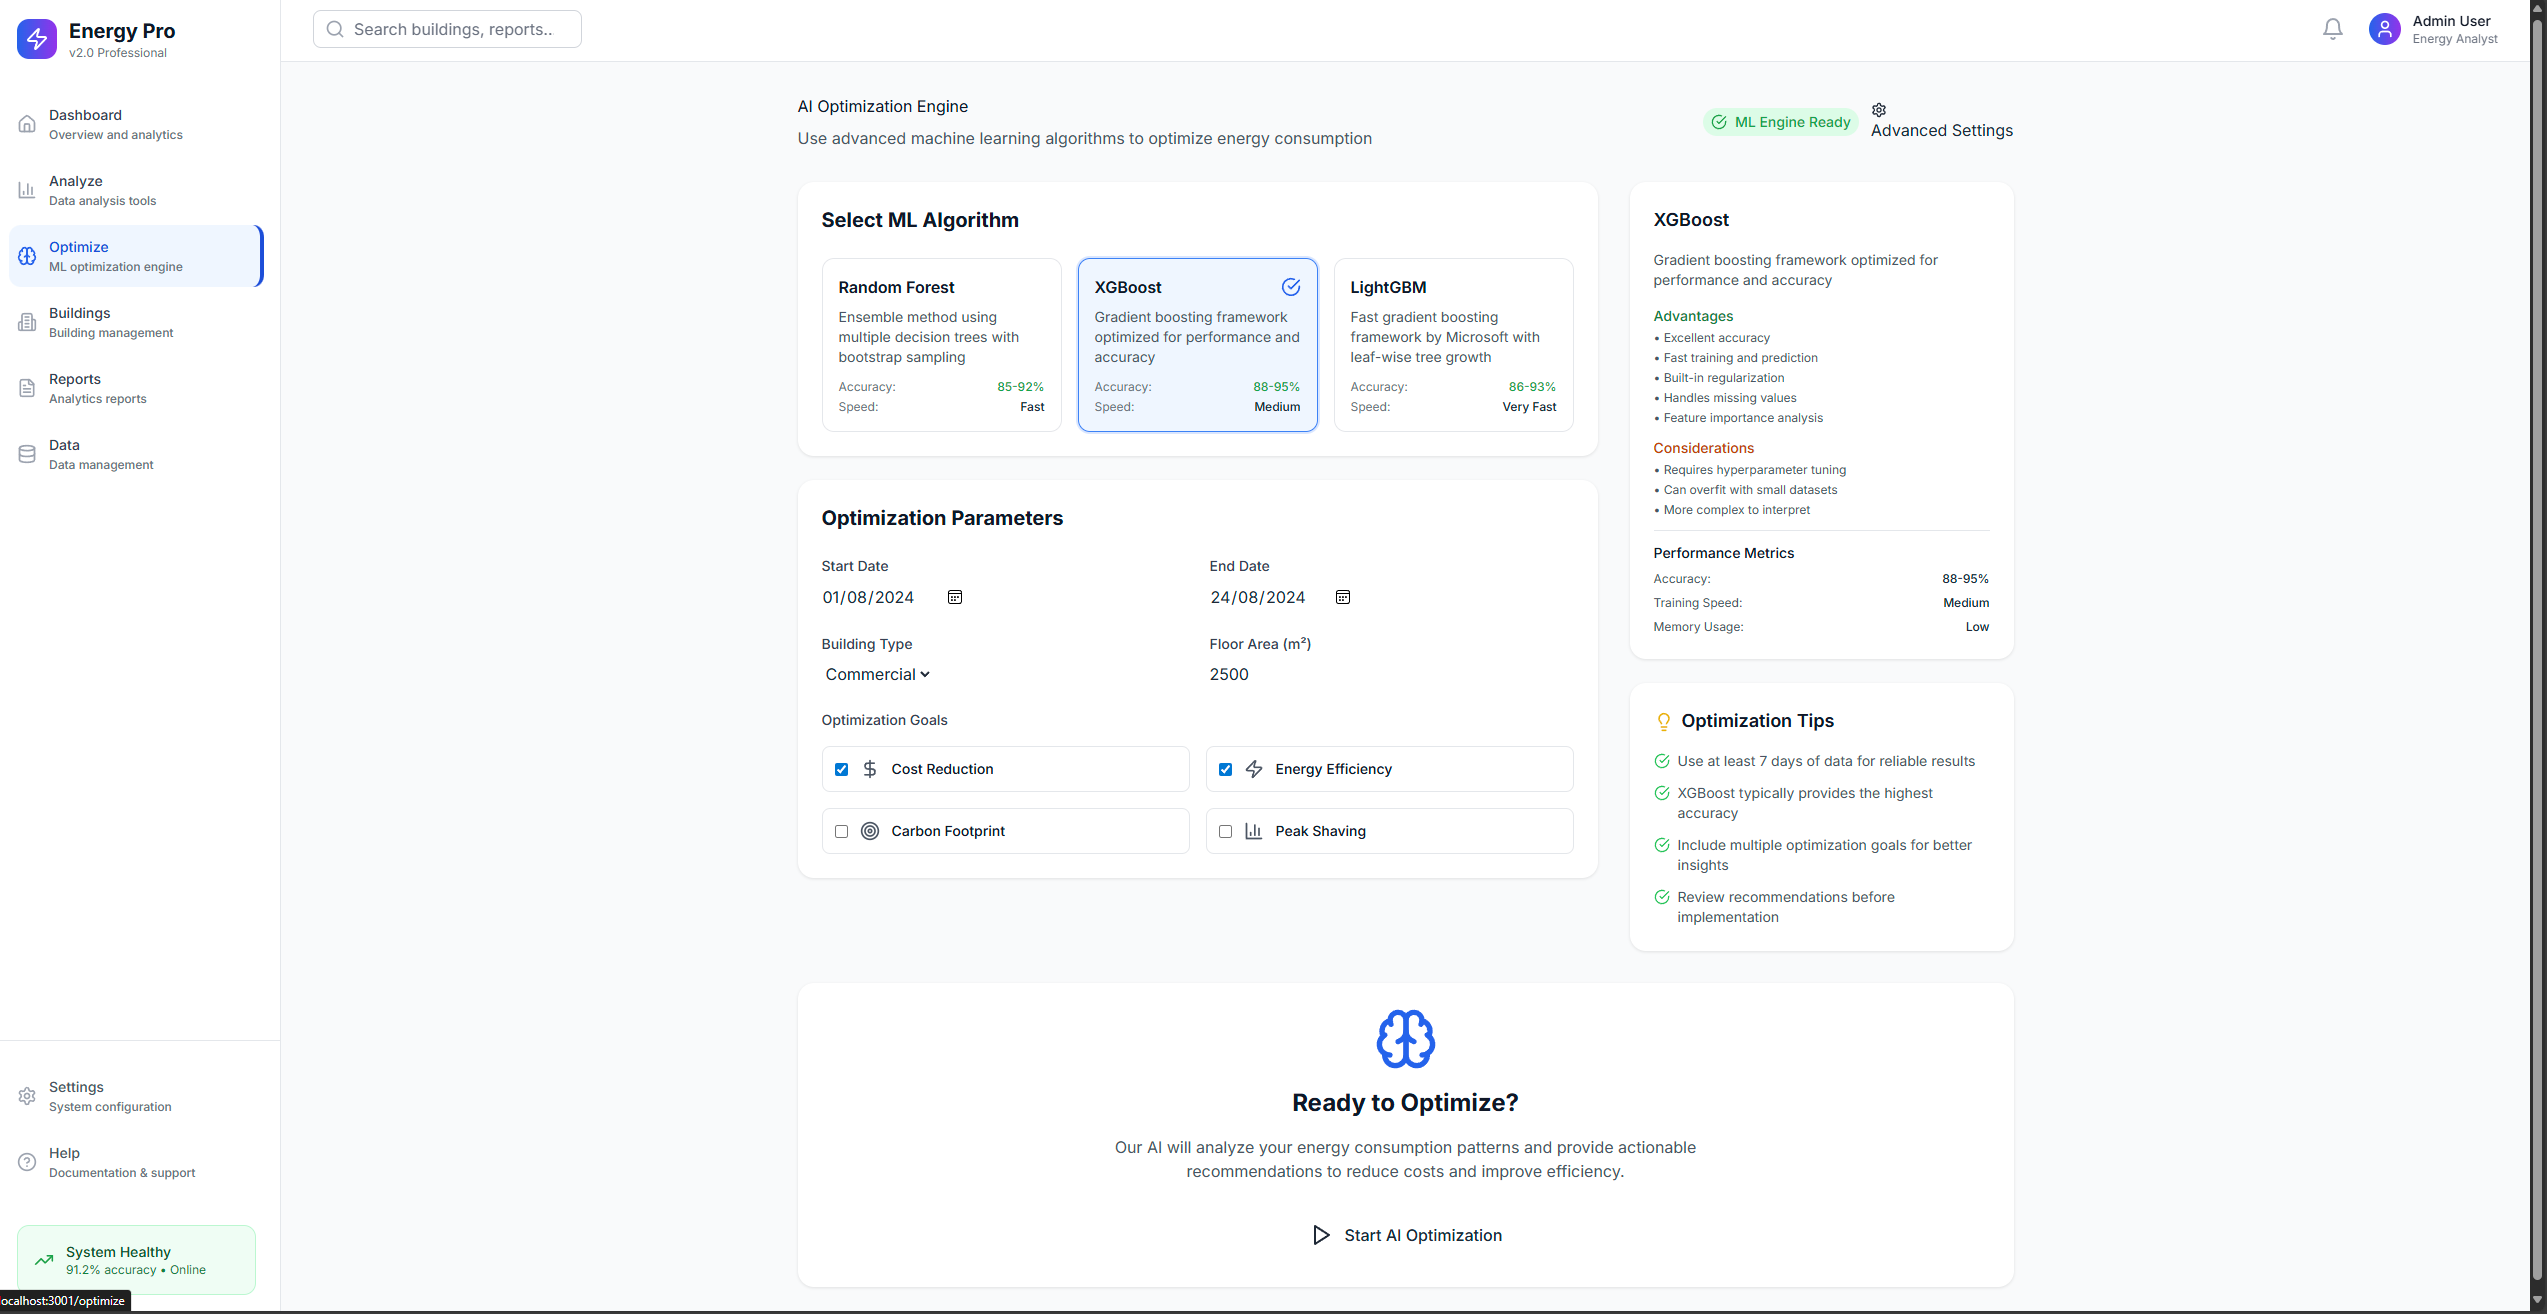 Energy Pro
v2.0 Professional
Search buildings, reports..
Admin User
Energy Analyst
Dashboard
Overview and analytics
Analyze
Data analysis tools
Optimize
ML optimization engine
Buildings
Building management
Reports
Analytics reports
Data
Data management
Settings
System configuration
Help
Documentation & support
System Healthy
91.2% accuracy • Online
ocalhost:3001/optimize
AI Optimization Engine
Use advanced machine learning algorithms to optimize energy consumption
ML Engine Ready
Advanced Settings
Select ML Algorithm
Random Forest
Ensemble method using
multiple decision trees with
bootstrap sampling
Accuracy: 85-92%
Speed: Fast
XGBoost
Gradient boosting framework
optimized for performance and
accuracy
Accuracy: 88-95%
Speed: Medium
LightGBM
Fast gradient boosting
framework by Microsoft with
leaf-wise tree growth
Accuracy: 86-93%
Speed: Very Fast
Optimization Parameters
Start Date
01/08/2024
End Date
24/08/2024
Building Type
Commercial
Floor Area (m²)
2500
Optimization Goals
Cost Reduction
Energy Efficiency
Carbon Footprint
Peak Shaving
XGBoost
Gradient boosting framework optimized for
performance and accuracy
Advantages
• Excellent accuracy
• Fast training and prediction
• Built-in regularization
• Handles missing values
• Feature importance analysis
Considerations
• Requires hyperparameter tuning
• Can overfit with small datasets
• More complex to interpret
Performance Metrics
Accuracy: 88-95%
Training Speed: Medium
Memory Usage: Low
Optimization Tips
Use at least 7 days of data for reliable results
XGBoost typically provides the highest
accuracy
Include multiple optimization goals for better
insights
Review recommendations before
implementation
Ready to Optimize?
Our AI will analyze your energy consumption patterns and provide actionable
recommendations to reduce costs and improve efficiency.
Start AI Optimization